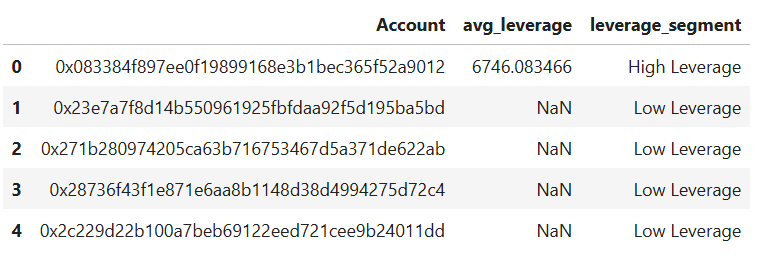 Account avg_leverage leverage_segment
0 0x083384f897ee0f19899168e3b1bec365f52a9012 6746.083466 High Leverage
1 0x23e7a7f8d14b550961925fbfdaa92f5d195ba5bd NaN Low Leverage
2 0x271b280974205ca63b716753467d5a371de622ab NaN Low Leverage
3 0x28736f43f1e871e6aa8b1148d38d4994275d72c4 NaN Low Leverage
4 0x2c229d22b100a7beb69122eed721cee9b24011dd NaN Low Leverage